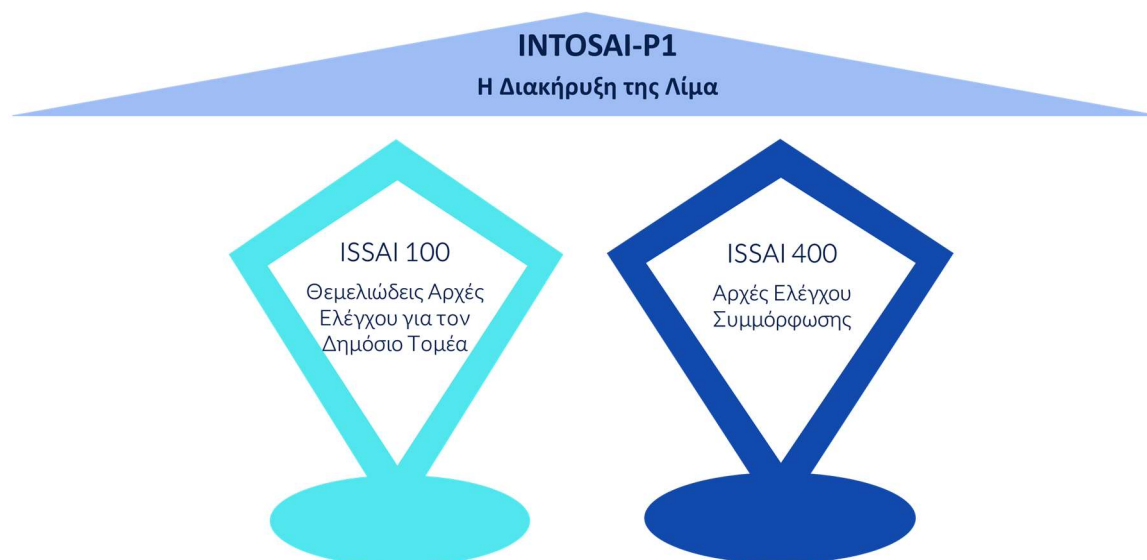 INTOSAI-P1
Η Διακήρυξη της Λίμα
ISSAI 100
Θεμελιώδεις Αρχές
Ελέγχου για τον
Δημόσιο Τομέα
ISSAI 400
Αρχές Ελέγχου
Συμμόρφωσης